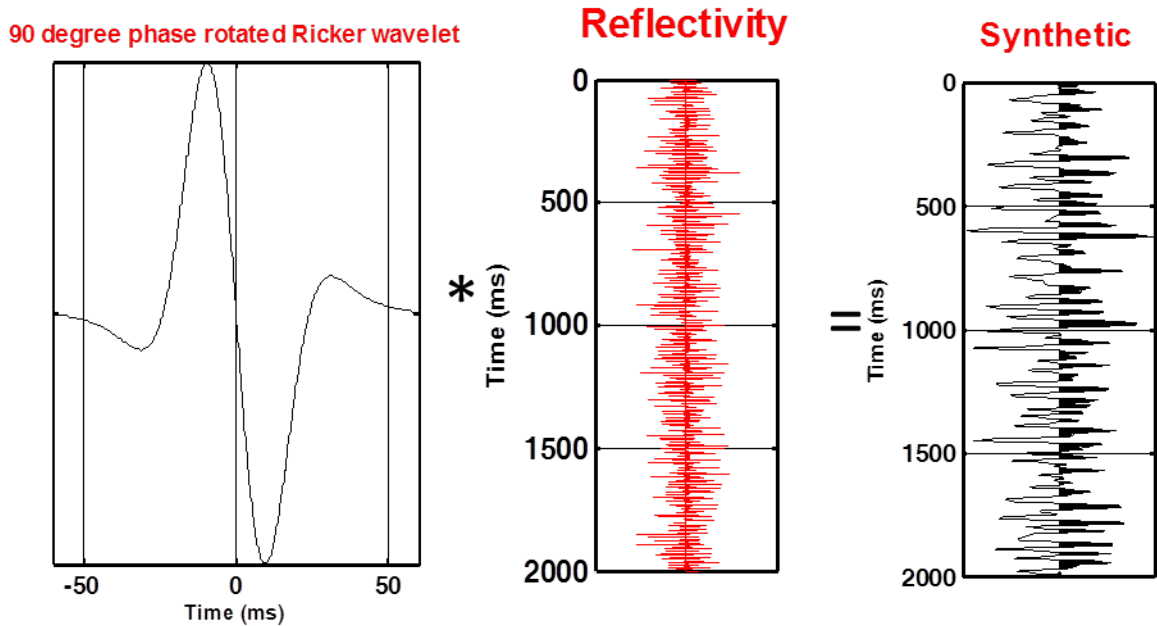 90 degree phase rotated Ricker wavelet
-50
0
50
Time (ms)
*
Reflectivity
0
500
1000
1500
2000
Time (ms)
=
Synthetic
0
500
1000
1500
2000
Time (ms)